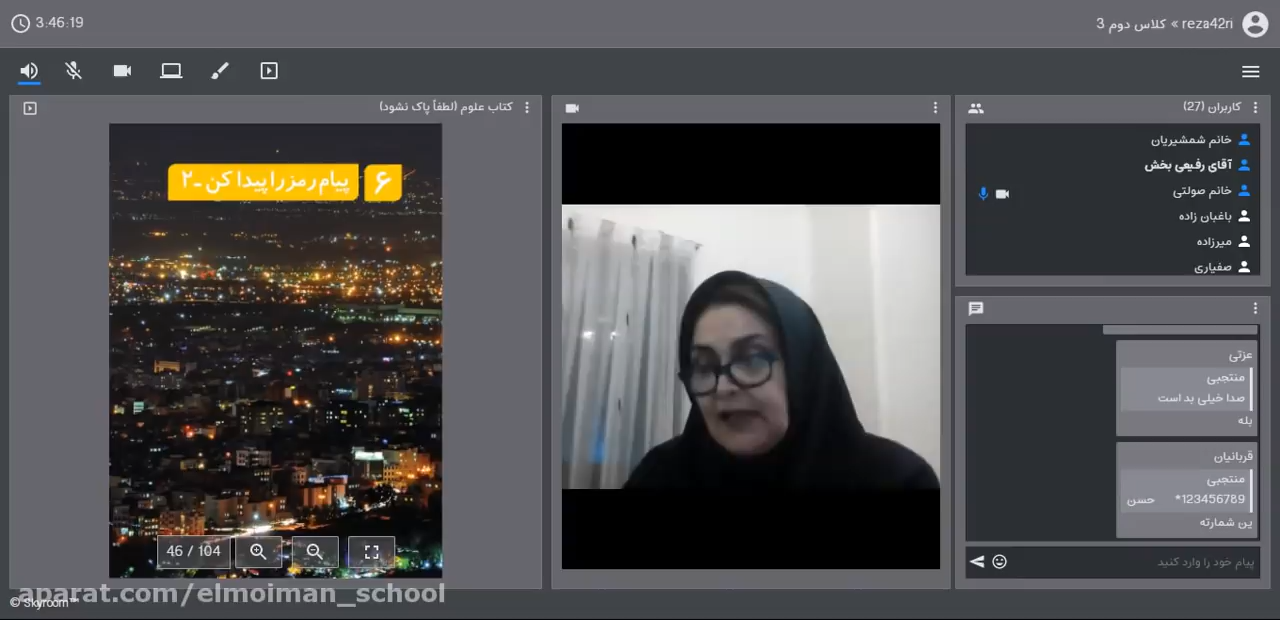 3:46:19
reza42ri » کلاس دوم 3
کتاب علوم (لطفاً پاک نشود)
۶ پیام رمز را پیدا کن ـ۲
46 / 104
کاربران (27)
خانم شمشیریان
آقای رفیعی بخش
خانم صولتی
باغبان زاده
میرزاده
صفیاری
عزتی
منتجبی
صدا خیلی بد است
بله
قربانیان
منتجبی
*123456789 حسن
ین شمارته
پیام خود را وارد کنید
aparat.com/elmoiman_school
© Skyroom™